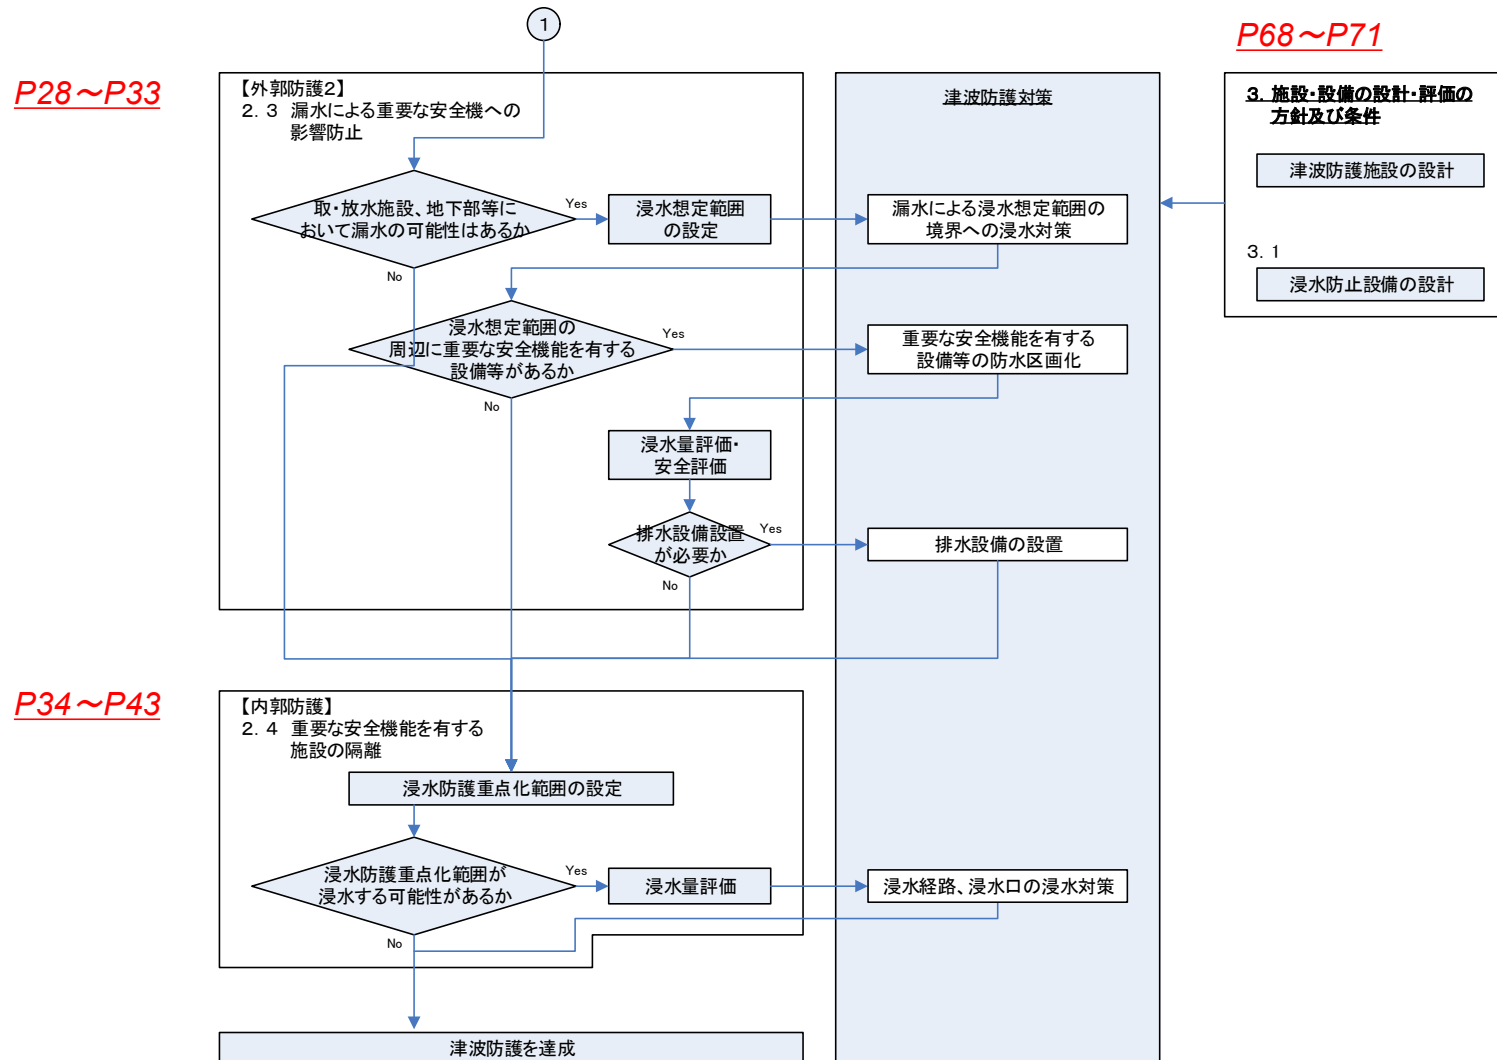 ①
P68～P71
P28～P33
【外郭防護2】
2．3 漏水による重要な安全機への
影響防止
津波防護対策
3．施設・設備の設計・評価の
方針及び条件
津波防護施設の設計
取・放水施設、地下部等に
おいて漏水の可能性はあるか
Yes
浸水想定範囲
の設定
漏水による浸水想定範囲の
境界への浸水対策
No
3．1
浸水防止設備の設計
浸水想定範囲の
周辺に重要な安全機能を有する
設備等があるか
Yes
重要な安全機能を有する
設備等の防水区画化
No
浸水量評価・
安全評価
排水設備設置
が必要か
Yes
排水設備の設置
No
P34～P43
【内郭防護】
2．4 重要な安全機能を有する
施設の隔離
浸水防護重点化範囲の設定
浸水防護重点化範囲が
浸水する可能性があるか
Yes
浸水量評価
浸水経路、浸水口の浸水対策
No
津波防護を達成